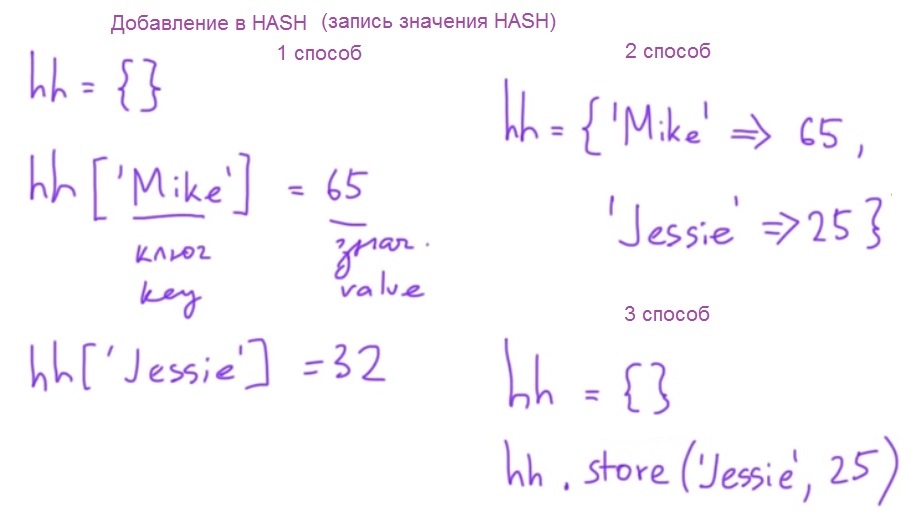 Добавление в HASH (запись значения HASH)
1 способ
hh = {}
hh ['Mike'] = 65
ключ знач.
key value
hh['Jessie'] = 32
2 способ
hh = {'Mike' => 65,
'Jessie' => 25}
3 способ
hh = {}
hh.store('Jessie', 25)